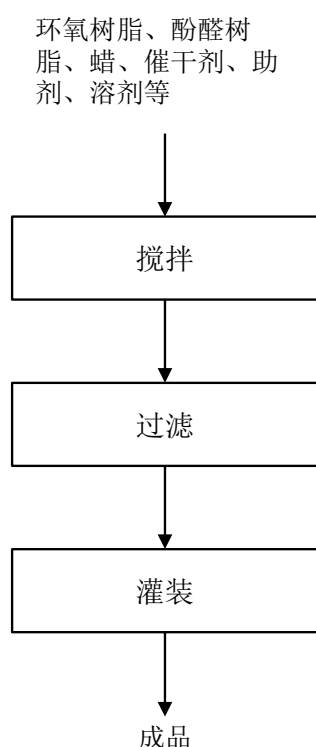 环氧树脂、酚醛树
脂、蜡、催干剂、助
剂、溶剂等
搅拌
过滤
灌装
成品